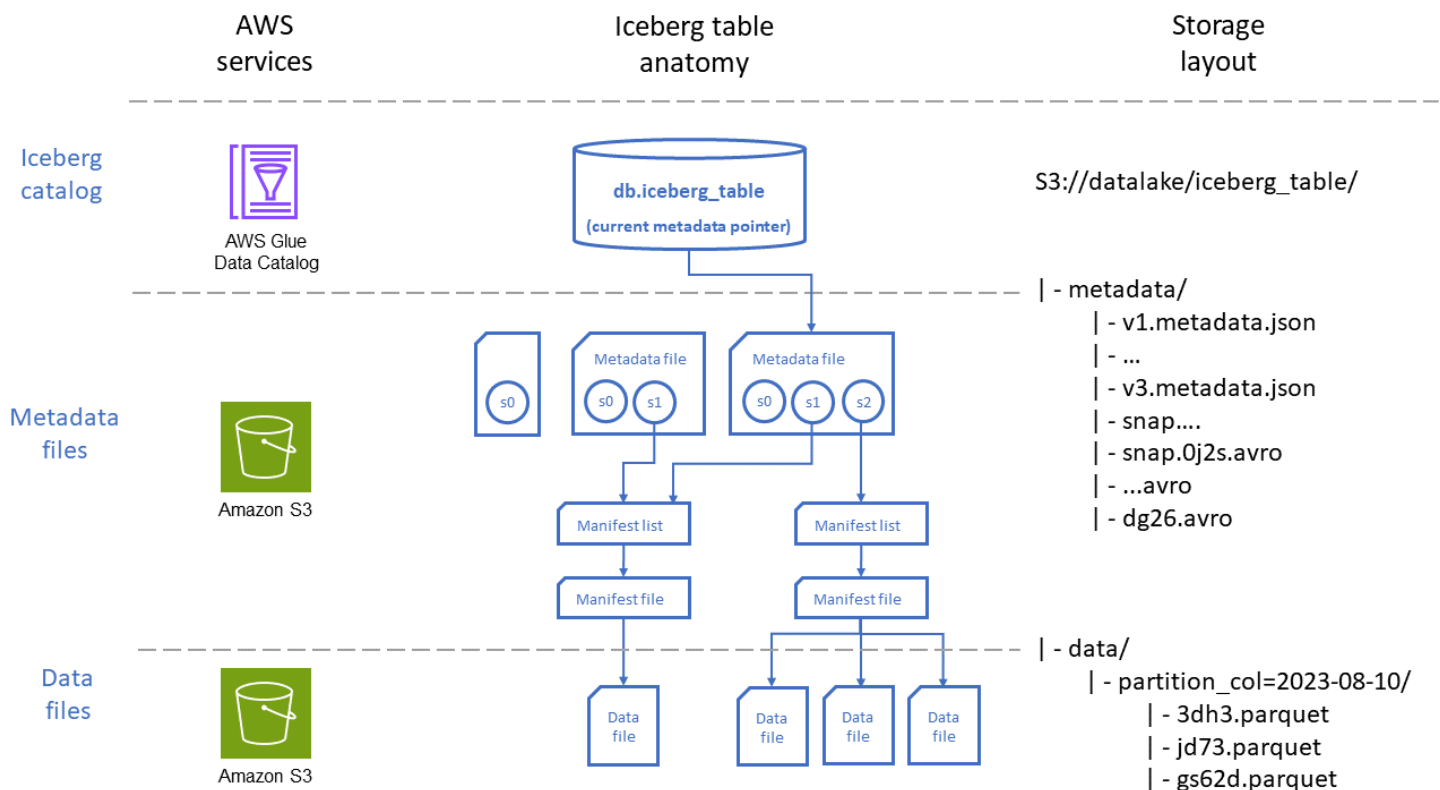 AWS
services
Iceberg table
anatomy
Storage
layout
Iceberg
catalog
AWS Glue
Data Catalog
db.iceberg_table
(current metadata pointer)
S3://datalake/iceberg_table/
| - metadata/
| - v1.metadata.json
| - ...
| - v3.metadata.json
| - snap....
| - snap.0j2s.avro
| - ...avro
| - dg26.avro
Metadata
files
Amazon S3
s0
Metadata file
s0
s1
Metadata file
s0
s1
s2
Manifest list
Manifest list
Manifest file
Manifest file
Data
files
Amazon S3
Data
file
Data
file
Data
file
Data
file
| - data/
| - partition_col=2023-08-10/
| - 3dh3.parquet
| - jd73.parquet
| - gs62d.parquet